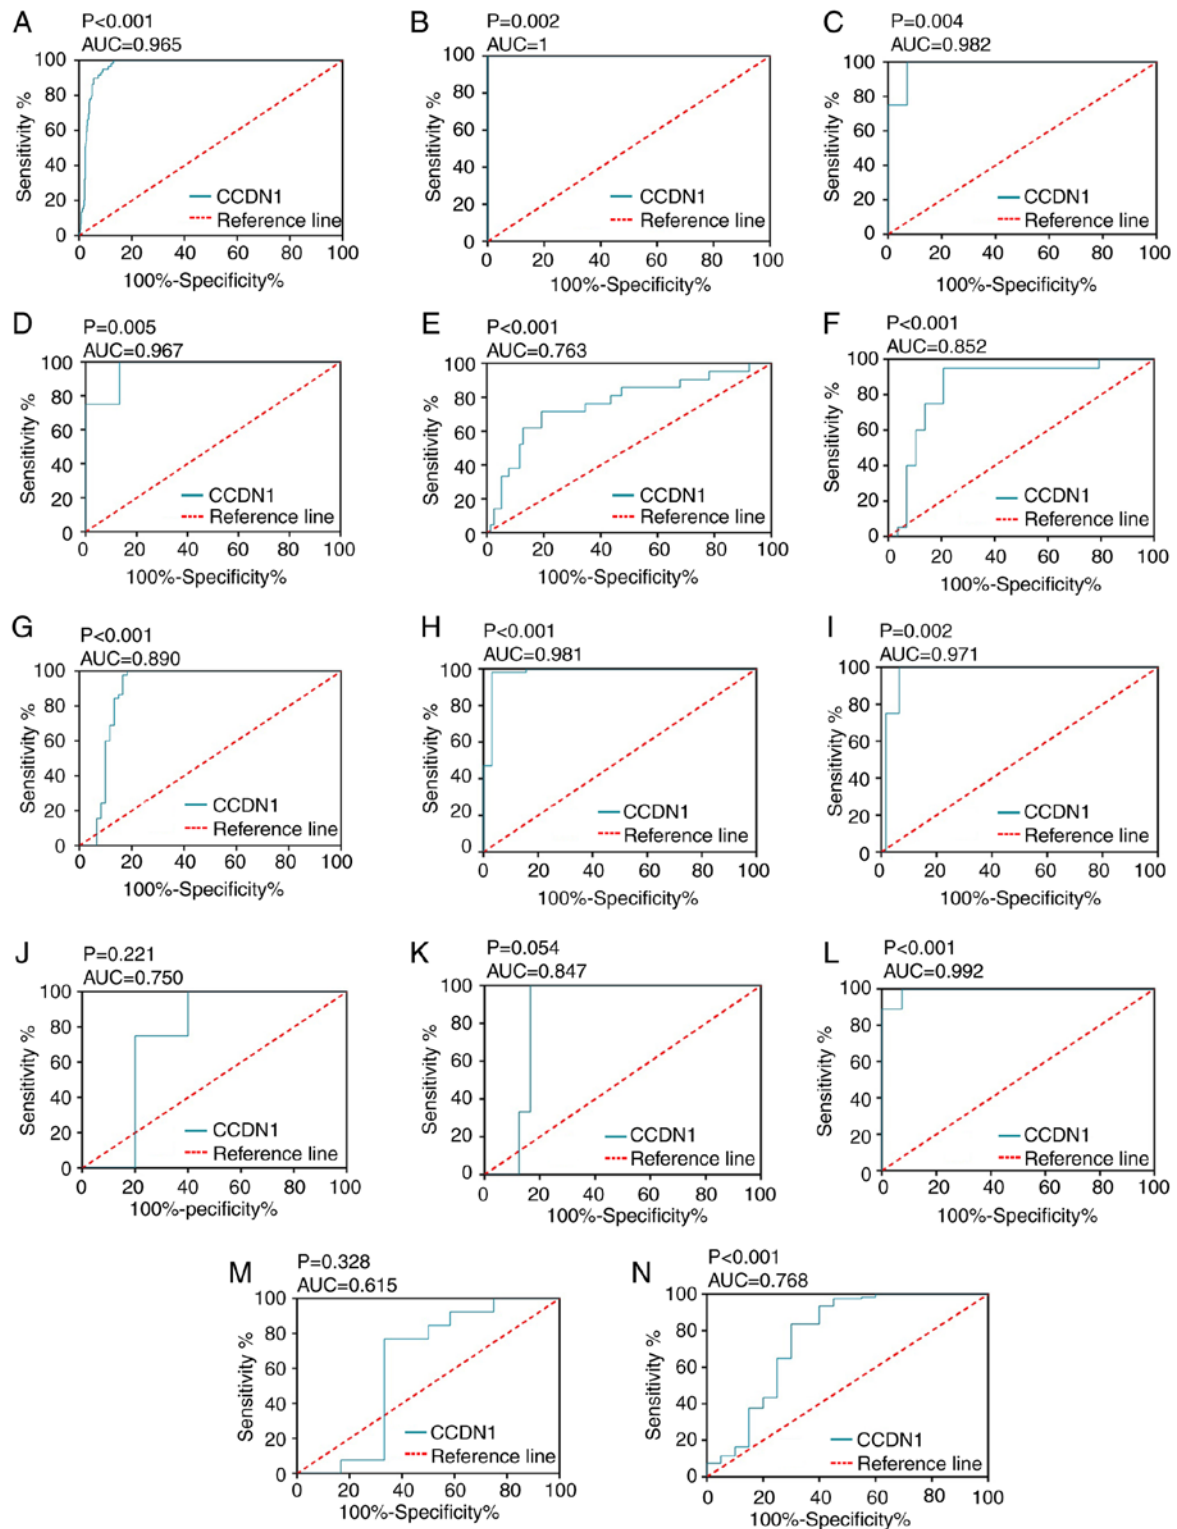 A
P<0.001
AUC=0.965
100
80
60
40
20
0
Sensitivity %
CCDN1
Reference line
0 20 40 60 80 100
100%-Specificity%
B
P=0.002
AUC=1
100
80
60
40
20
0
Sensitivity %
CCDN1
Reference line
0 20 40 60 80 100
100%-Specificity%
C
P=0.004
AUC=0.982
100
80
60
40
20
0
Sensitivity %
CCDN1
Reference line
0 20 40 60 80 100
100%-Specificity%
D
P=0.005
AUC=0.967
100
80
60
40
20
0
Sensitivity %
CCDN1
Reference line
0 20 40 60 80 100
100%-Specificity%
E
P<0.001
AUC=0.763
100
80
60
40
20
0
Sensitivity %
CCDN1
Reference line
0 20 40 60 80 100
100%-Specificity%
F
P<0.001
AUC=0.852
100
80
60
40
20
0
Sensitivity %
CCDN1
Reference line
0 20 40 60 80 100
100%-Specificity%
G
P<0.001
AUC=0.890
100
80
60
40
20
0
Sensitivity %
CCDN1
Reference line
0 20 40 60 80 100
100%-Specificity%
H
P<0.001
AUC=0.981
100
80
60
40
20
0
Sensitivity %
CCDN1
Reference line
0 20 40 60 80 100
100%-Specificity%
I
P=0.002
AUC=0.971
100
80
60
40
20
0
Sensitivity %
CCDN1
Reference line
0 20 40 60 80 100
100%-Specificity%
J
P=0.221
AUC=0.750
100
80
60
40
20
0
Sensitivity %
CCDN1
Reference line
0 20 40 60 80 100
100%-pecificity%
K
P=0.054
AUC=0.847
100
80
60
40
20
0
Sensitivity %
CCDN1
Reference line
0 20 40 60 80 100
100%-Specificity%
L
P<0.001
AUC=0.992
100
80
60
40
20
0
Sensitivity %
CCDN1
Reference line
0 20 40 60 80 100
100%-Specificity%
M
P=0.328
AUC=0.615
100
80
60
40
20
0
Sensitivity %
CCDN1
Reference line
0 20 40 60 80 100
100%-Specificity%
N
P<0.001
AUC=0.768
100
80
60
40
20
0
Sensitivity %
CCDN1
Reference line
0 20 40 60 80 100
100%-Specificity%